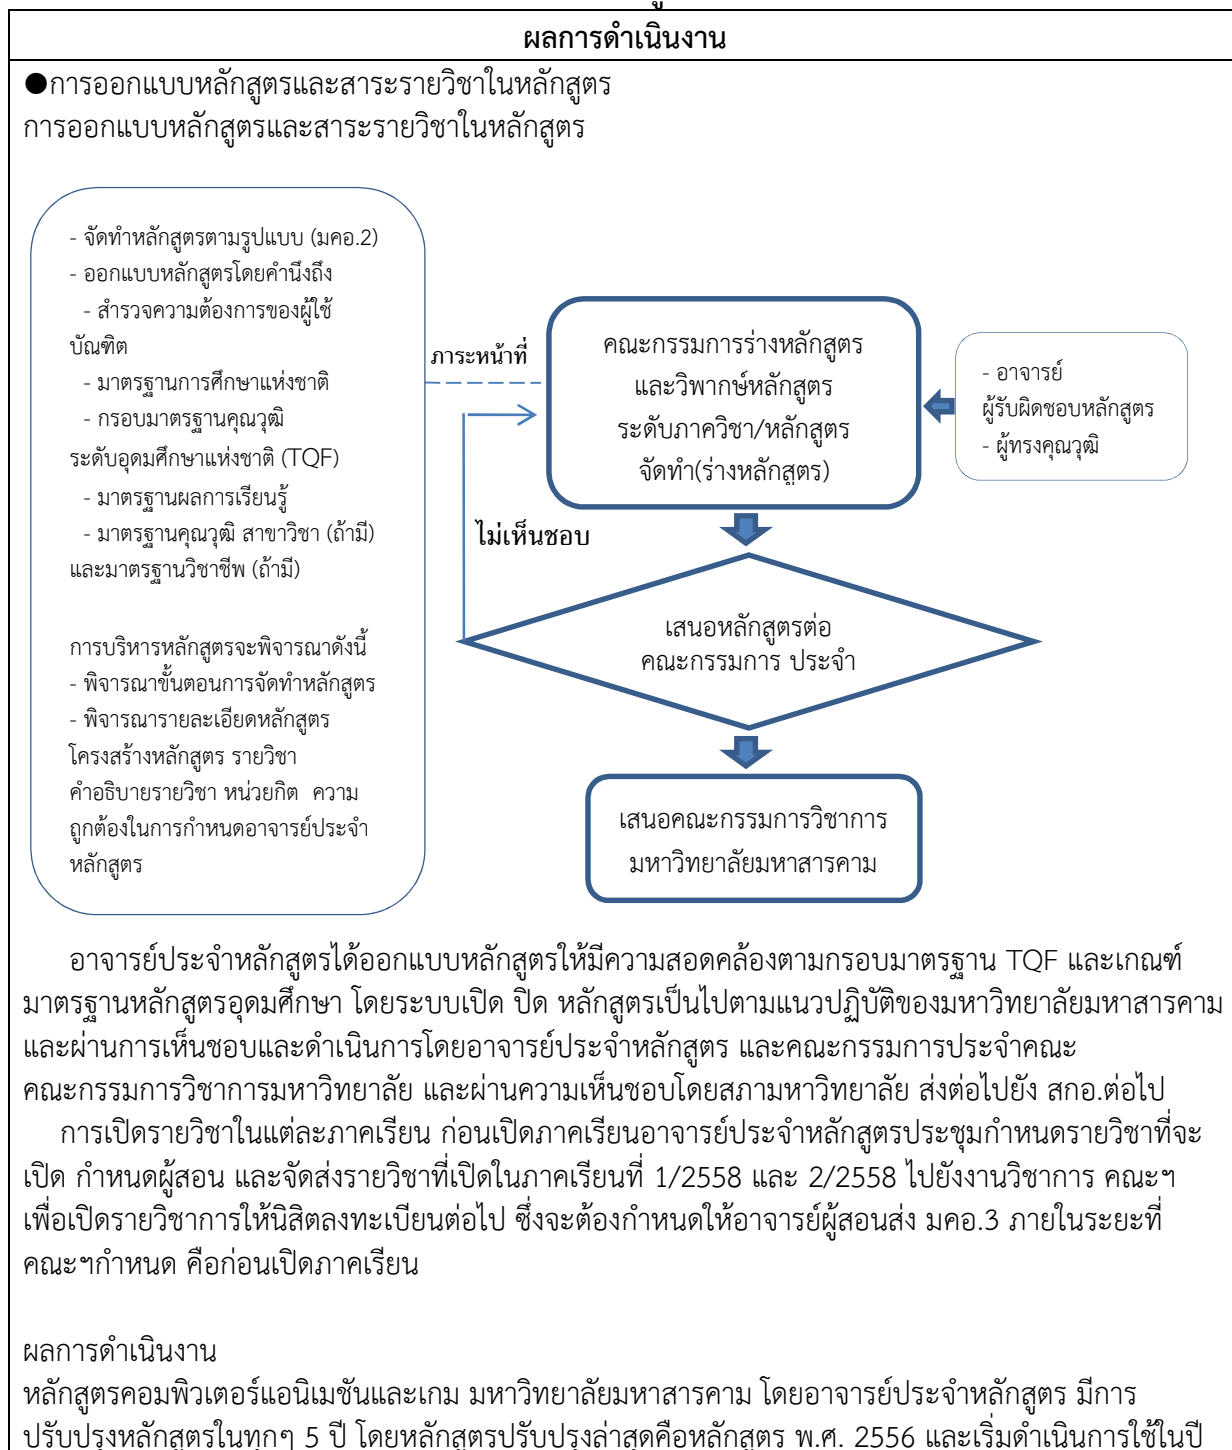 ผลการดำเนินงาน
●การออกแบบหลักสูตรและสาระรายวิชาในหลักสูตร
การออกแบบหลักสูตรและสาระรายวิชาในหลักสูตร
- จัดทำหลักสูตรตามรูปแบบ (มคอ.2)
- ออกแบบหลักสูตรโดยคำนึงถึง
- สำรวจความต้องการของผู้ใช้
บัณฑิต
- มาตรฐานการศึกษาแห่งชาติ
- กรอบมาตรฐานคุณวุฒิ
ระดับอุดมศึกษาแห่งชาติ (TQF)
- มาตรฐานผลการเรียนรู้
- มาตรฐานคุณวุฒิ สาขาวิชา (ถ้ามี)
และมาตรฐานวิชาชีพ (ถ้ามี)
การบริหารหลักสูตรจะพิจารณาดังนี้
- พิจารณาขั้นตอนการจัดทำหลักสูตร
- พิจารณารายละเอียดหลักสูตร
โครงสร้างหลักสูตร รายวิชา
คำอธิบายรายวิชา หน่วยกิต ความ
ถูกต้องในการกำหนดอาจารย์ประจำ
หลักสูตร
ภาระหน้าที่
คณะกรรมการร่างหลักสูตร
และวิพากษ์หลักสูตร
ระดับภาควิชา/หลักสูตร
จัดทำ(ร่างหลักสูตร)
- อาจารย์
ผู้รับผิดชอบหลักสูตร
- ผู้ทรงคุณวุฒิ
ไม่เห็นชอบ
เสนอหลักสูตรต่อ
คณะกรรมการ ประจำ
เสนอคณะกรรมการวิชาการ
มหาวิทยาลัยมหาสารคาม
อาจารย์ประจำหลักสูตรได้ออกแบบหลักสูตรให้มีความสอดคล้องตามกรอบมาตรฐาน TQF และเกณฑ์
มาตรฐานหลักสูตรอุดมศึกษา โดยระบบเปิด ปิด หลักสูตรเป็นไปตามแนวปฏิบัติของมหาวิทยาลัยมหาสารคาม
และผ่านการเห็นชอบและดำเนินการโดยอาจารย์ประจำหลักสูตร และคณะกรรมการประจำคณะ
คณะกรรมการวิชาการมหาวิทยาลัย และผ่านความเห็นชอบโดยสภามหาวิทยาลัย ส่งต่อไปยัง สกอ.ต่อไป
การเปิดรายวิชาในแต่ละภาคเรียน ก่อนเปิดภาคเรียนอาจารย์ประจำหลักสูตรประชุมกำหนดรายวิชาที่จะ
เปิด กำหนดผู้สอน และจัดส่งรายวิชาที่เปิดในภาคเรียนที่ 1/2558 และ 2/2558 ไปยังงานวิชาการ คณะฯ
เพื่อเปิดรายวิชาการให้นิสิตลงทะเบียนต่อไป ซึ่งจะต้องกำหนดให้อาจารย์ผู้สอนส่ง มคอ.3 ภายในระยะที่
คณะฯกำหนด คือก่อนเปิดภาคเรียน
ผลการดำเนินงาน
หลักสูตรคอมพิวเตอร์แอนิเมชันและเกม มหาวิทยาลัยมหาสารคาม โดยอาจารย์ประจำหลักสูตร มีการ
ปรับปรุงหลักสูตรในทุกๆ 5 ปี โดยหลักสูตรปรับปรุงล่าสุดคือหลักสูตร พ.ศ. 2556 และเริ่มดำเนินการใช้ในปี